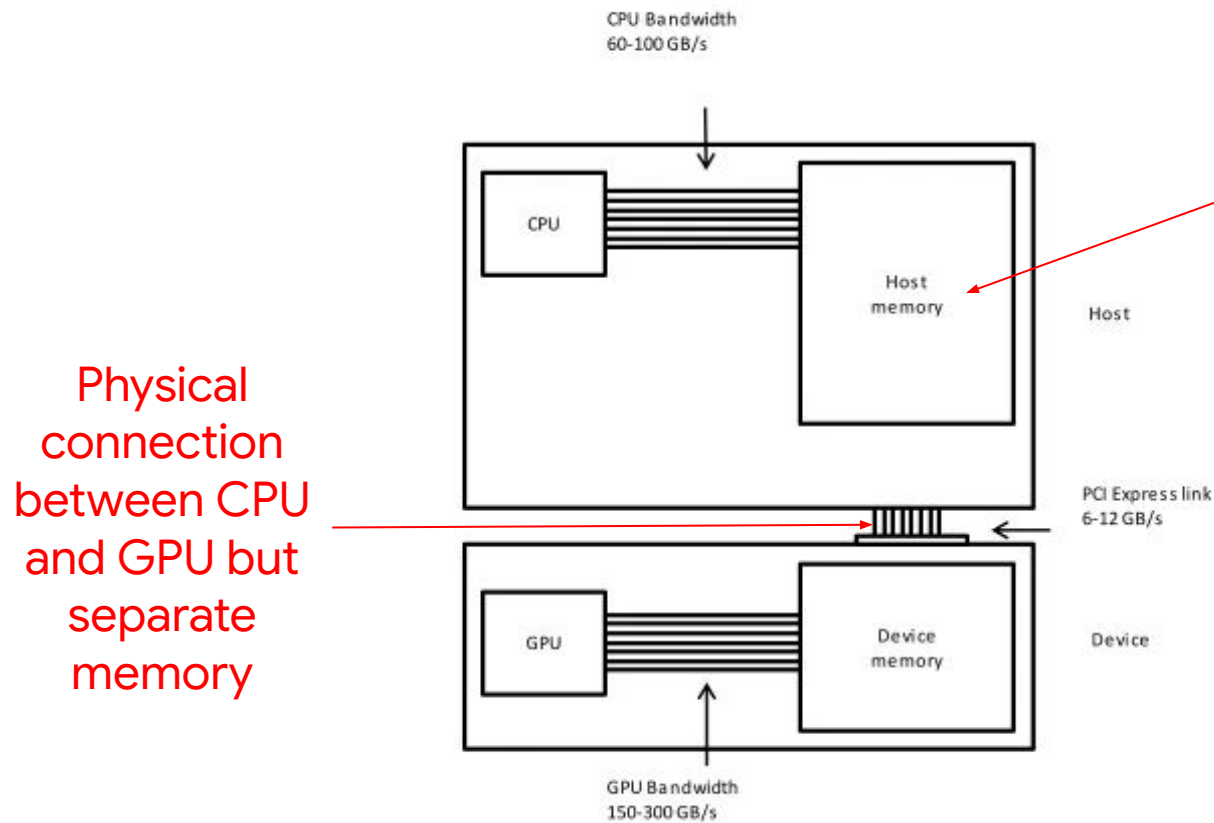 CPU Bandwidth
60-100 GB/s
CPU
Host
memory
Host
Physical
connection
between CPU
and GPU but
separate
memory
PCI Express link
6-12 GB/s
GPU
Device
memory
Device
GPU Bandwidth
150-300 GB/s